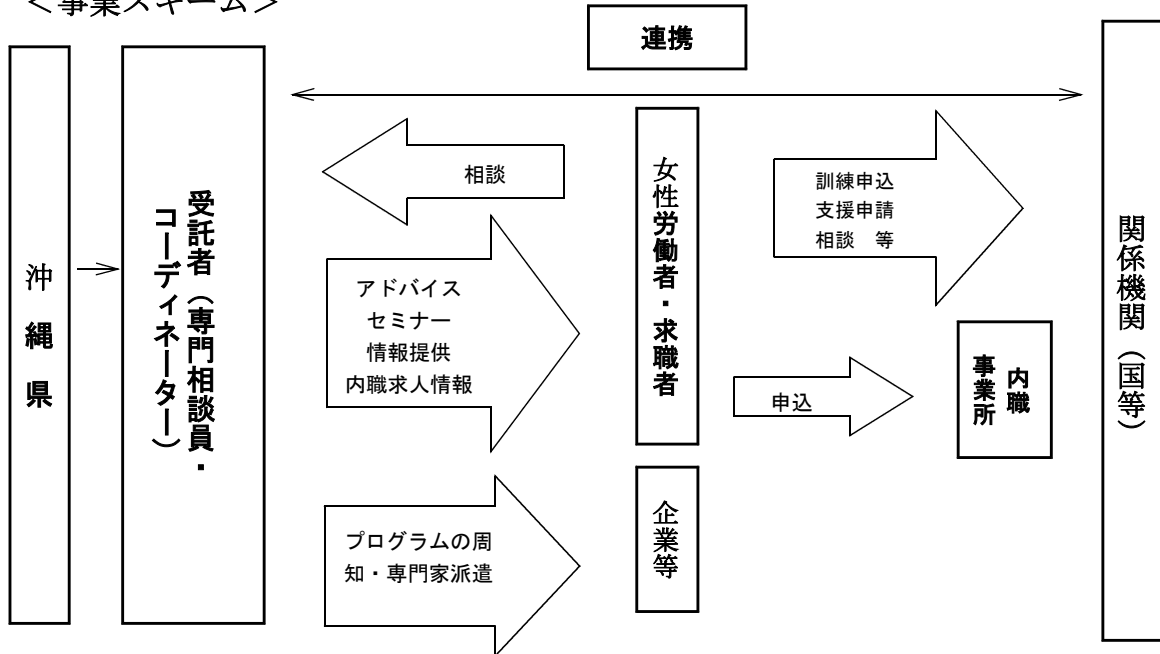 ＜事業スキーム＞
連携
沖縄県
受託者（専門相談員・
コーディネーター）
相談
アドバイス
セミナー
情報提供
内職求人情報
プログラムの周
知・専門家派遣
女性労働者・求職者
企業等
訓練申込
支援申請
相談　等
申込
内職
事業所
関係機関（国等）